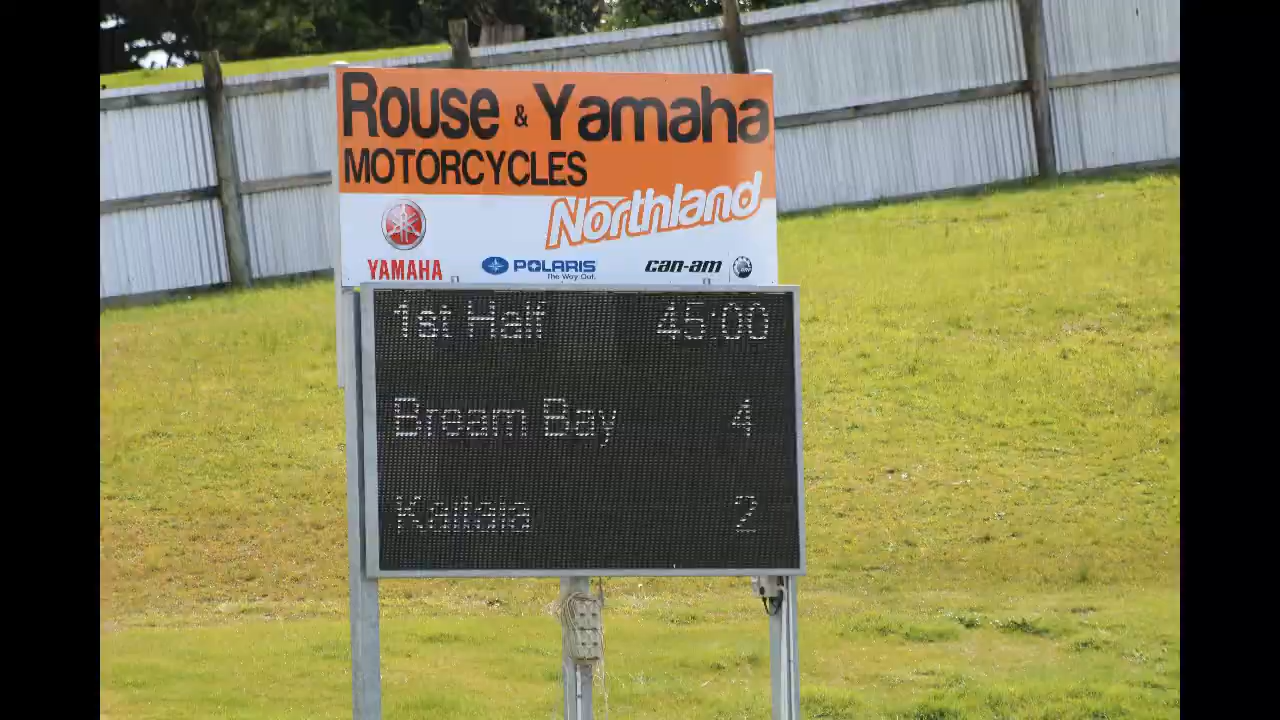 Rouse & Yamaha
MOTORCYCLES
Northland
YAMAHA
POLARIS
The Way Out.
can-am
1st Half 45:00
Bream Bay 4
Kaitaia 2